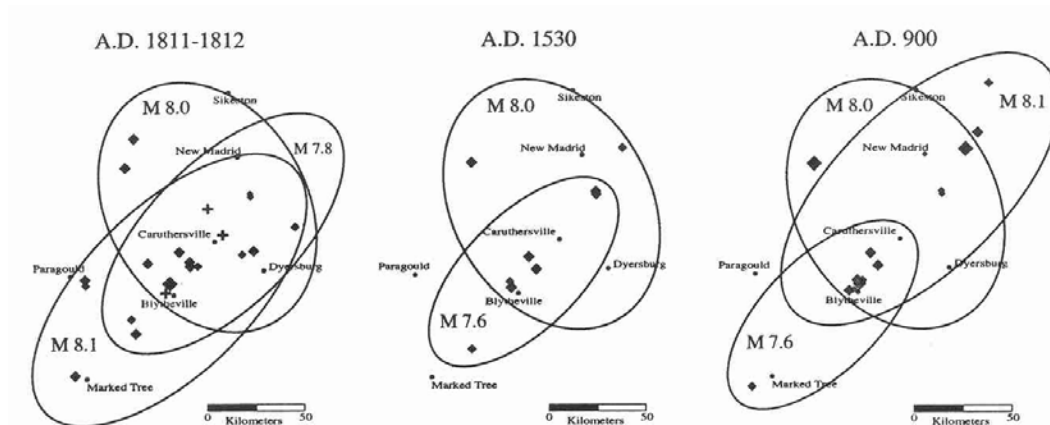 A.D. 1811-1812
M 8.0
Sikeston
New Madrid
M 7.8
Caruthersville
Paragould
Dyersburg
Blytheville
M 8.1
Marked Tree
0 50
Kilometers
A.D. 1530
M 8.0
Sikeston
New Madrid
Caruthersville
Paragould
Dyersburg
Blytheville
M 7.6
Marked Tree
0 50
Kilometers
A.D. 900
M 8.0
Sikeston
M 8.1
New Madrid
Caruthersville
Paragould
Dyersburg
Blytheville
M 7.6
Marked Tree
0 50
Kilometers